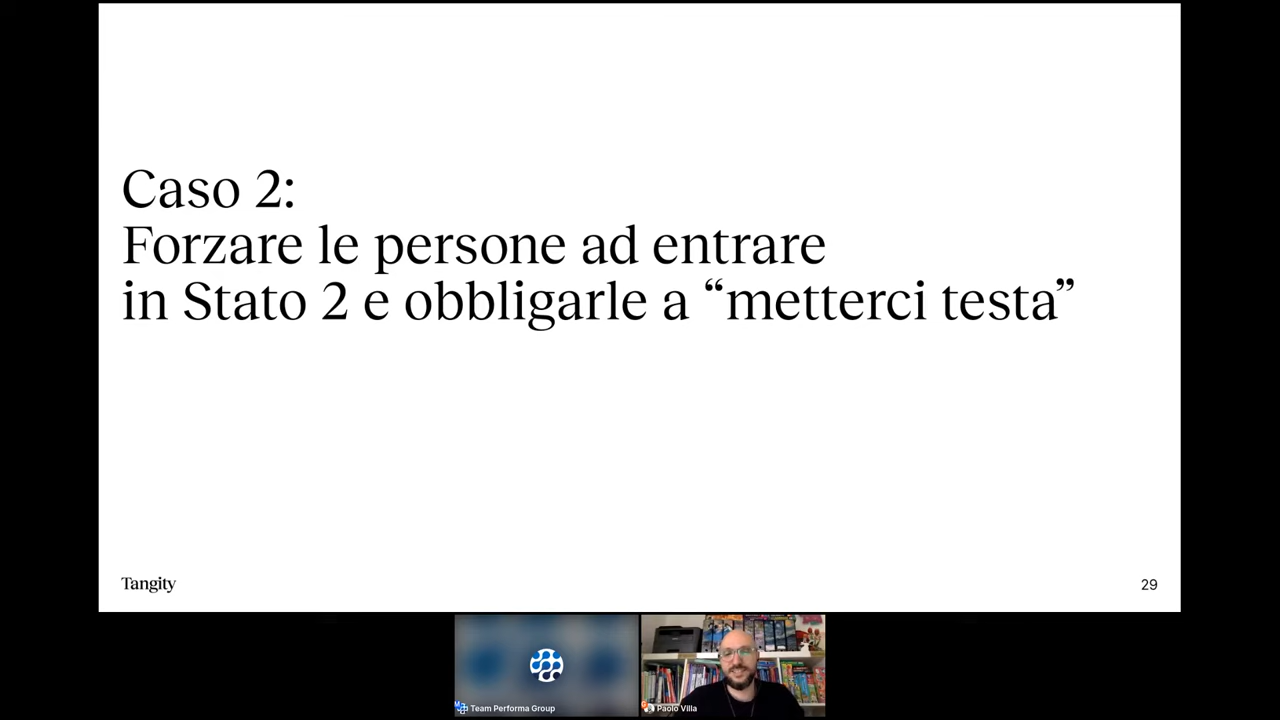 Caso 2:
Forzare le persone ad entrare
in Stato 2 e obbligarle a “metterci testa”
Tangity
29
Team Performa Group
Paolo Villa